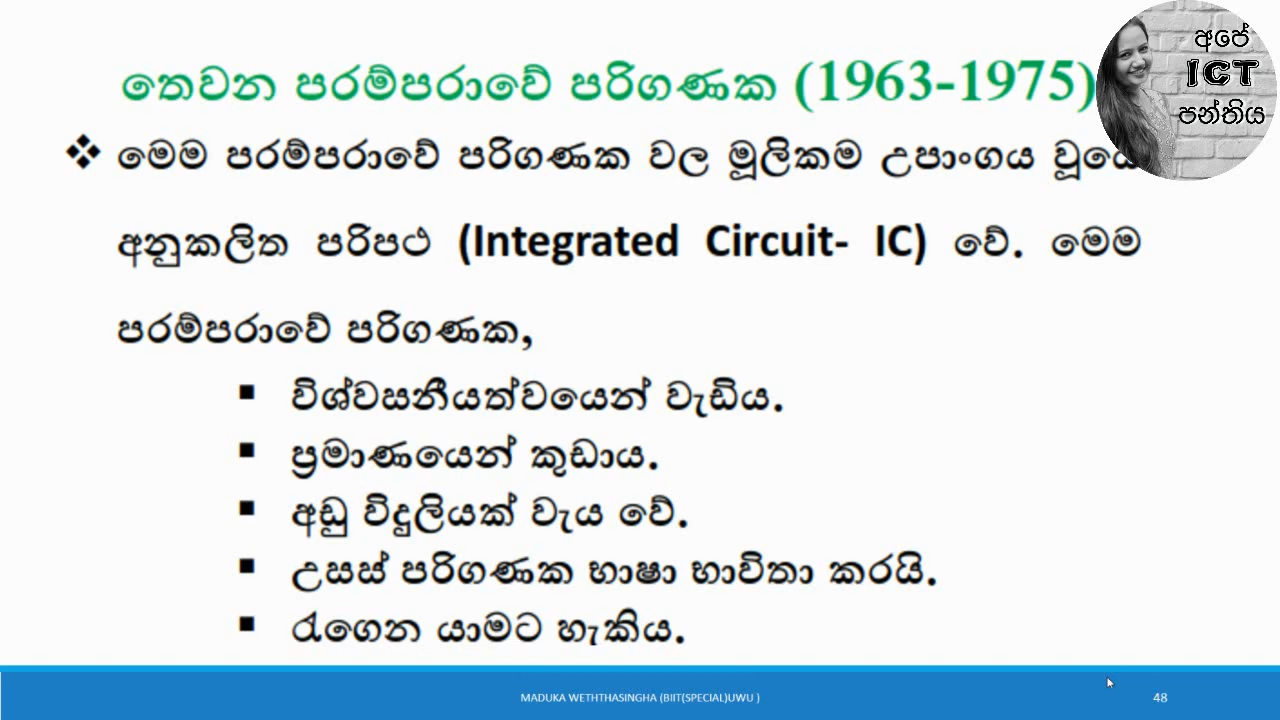 තෙවන පරම්පරාවේ පරිගණක (1963-1975)
අපේ
ICT
පන්තිය
❖ මෙම පරම්පරාවේ පරිගණක වල මූලිකම උපාංගය
අනුකලිත පරිපථ (Integrated Circuit- IC) වේ. මෙම
පරම්පරාවේ පරිගණක,
▪ විශ්වසනීයත්වයෙන් වැඩිය.
▪ ප්‍රමාණයෙන් කුඩාය.
▪ අඩු විදුලියක් වැය වේ.
▪ උසස් පරිගණක භාෂා භාවිතා කරයි.
▪ රැගෙන යාමට හැකිය.
MADUKA WETHTHASINGHA (BIIT(SPECIAL)UWU )
48